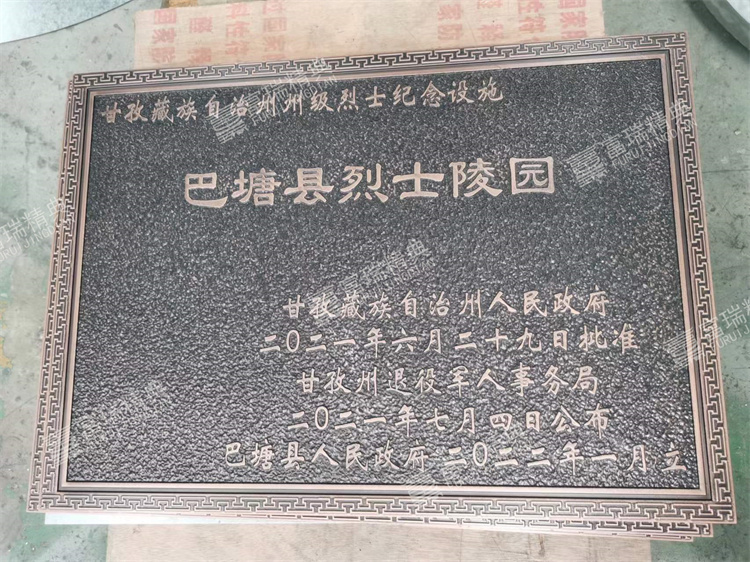 甘孜藏族自治州州级烈士纪念设施
巴塘县烈士陵园
甘孜藏族自治州人民政府
二〇二一年六月二十九日批准
甘孜州退役军人事务局
二〇二一年七月四日公布
巴塘县人民政府 二〇二二年一月立